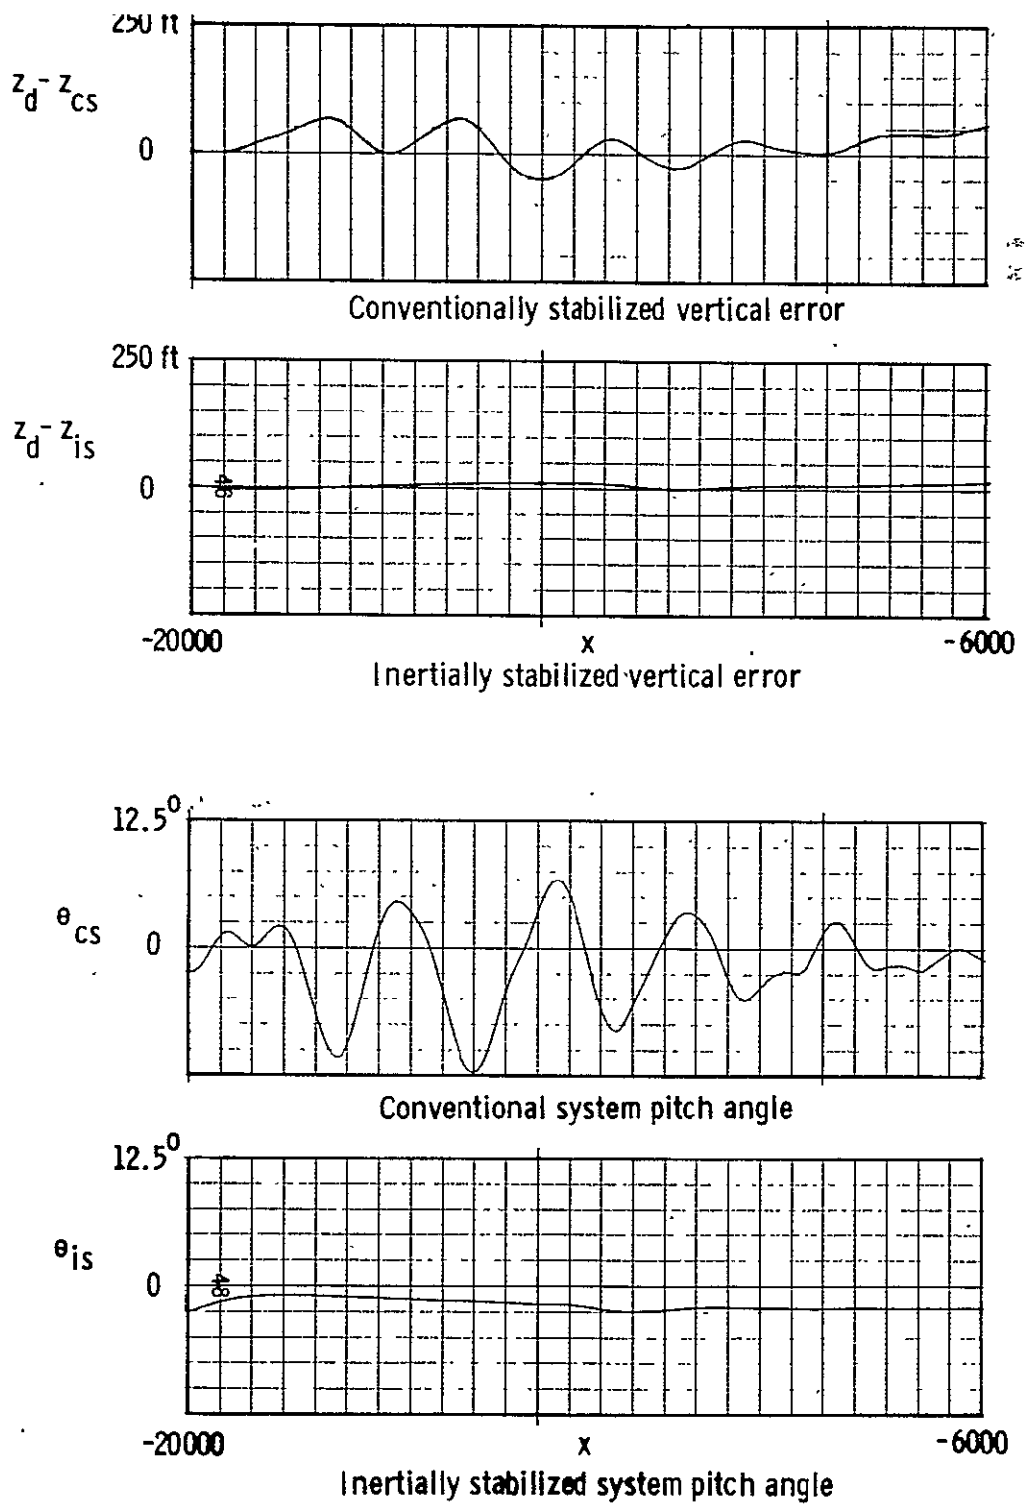 250 ft
z_d - z_cs
0
Conventionally stabilized vertical error
250 ft
z_d - z_is
0
46
-20000 x -6000
Inertially stabilized vertical error
12.5°
θ_cs
0
Conventional system pitch angle
12.5°
θ_is
0
48
-20000 x -6000
Inertially stabilized system pitch angle